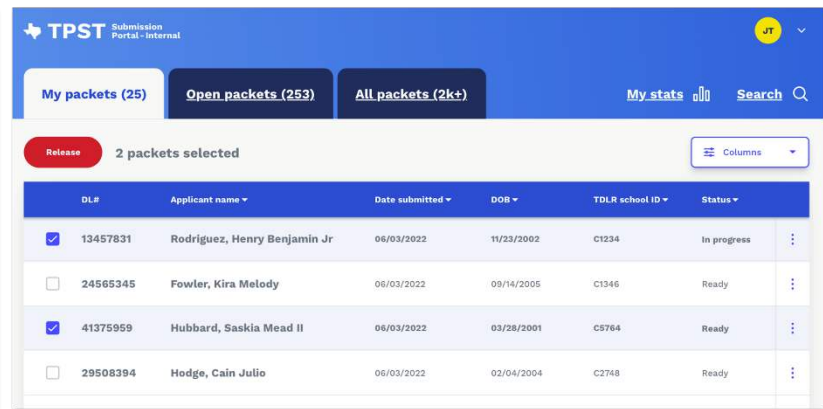 TPST Submission Portal - Internal
JT
My packets (25) Open packets (253) All packets (2k+) My stats Search
Release 2 packets selected Columns
DL# Applicant name Date submitted DOB TDLR school ID Status
13457831 Rodriguez, Henry Benjamin Jr 06/03/2022 11/23/2002 C1234 In progress
24565345 Fowler, Kira Melody 06/03/2022 09/14/2005 C1346 Ready
41375959 Hubbard, Saskia Mead II 06/03/2022 03/28/2001 C5764 Ready
29508394 Hodge, Cain Julio 06/03/2022 02/04/2004 C2748 Ready